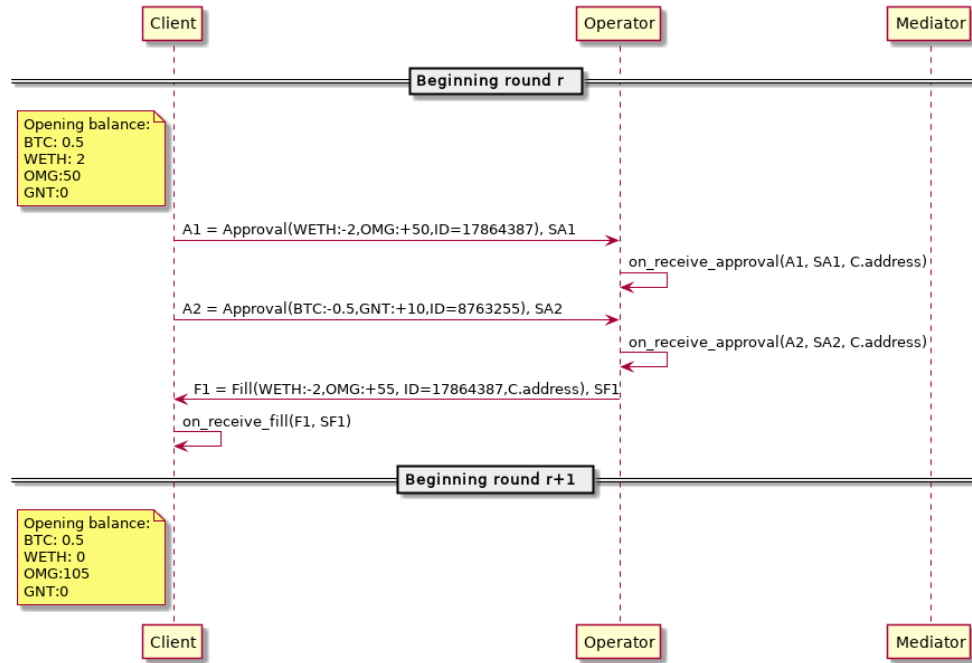 Client Operator Mediator
Beginning round r
Opening balance:
BTC: 0.5
WETH: 2
OMG:50
GNT:0
A1 = Approval(WETH:-2,OMG:+50,ID=17864387), SA1
on_receive_approval(A1, SA1, C.address)
A2 = Approval(BTC:-0.5,GNT:+10,ID=8763255), SA2
on_receive_approval(A2, SA2, C.address)
F1 = Fill(WETH:-2,OMG:+55, ID=17864387,C.address), SF1
on_receive_fill(F1, SF1)
Beginning round r+1
Opening balance:
BTC: 0.5
WETH: 0
OMG:105
GNT:0
Client Operator Mediator